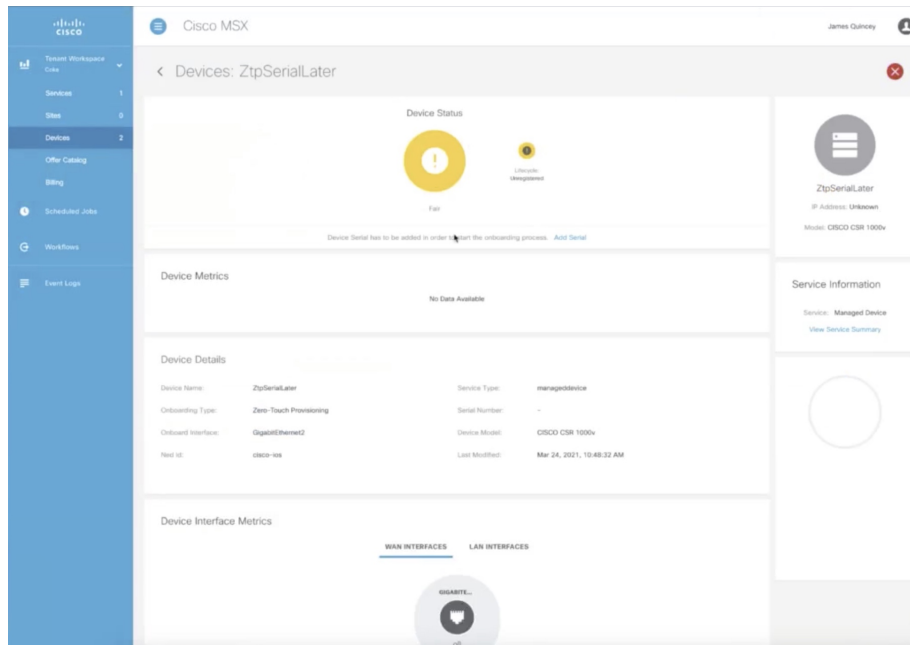 CISCO
Cisco MSX
James Quincey
Tenant Workspace
Coke
Services 1
Sites 0
Devices 2
Offer Catalog
Billing
Scheduled Jobs
Workflows
Event Logs
Devices: ZtpSerialLater
Device Status
Fair
Lifecycle:
Unregistered
Device Serial has to be added in order to start the onboarding process. Add Serial
ZtpSerialLater
IP Address: Unknown
Model: CISCO CSR 1000v
Device Metrics
No Data Available
Service Information
Service: Managed Device
View Service Summary
Device Details
Device Name: ZtpSerialLater Service Type: manageddevice
Onboarding Type: Zero-Touch Provisioning Serial Number: -
Onboard Interface: GigabitEthernet2 Device Model: CISCO CSR 1000v
Ned Id: cisco-ios Last Modified: Mar 24, 2021, 10:48:32 AM
Device Interface Metrics
WAN INTERFACES LAN INTERFACES
GIGABITE...